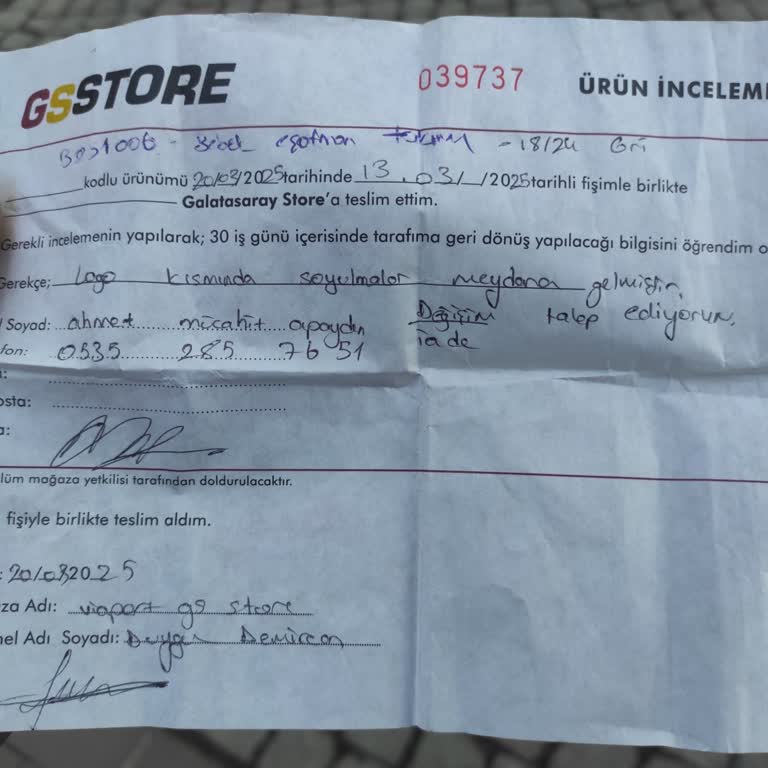 GSSTORE 039737 ÜRÜN İNCELEM
Bebek eşofman -18/24 Gri
kodlu ürünümü 20/03/2025 tarihinde 13.03/ /2025 tarihli fişimle birlikte
Galatasaray Store'a teslim ettim.
Gerekli incelemenin yapılarak; 30 iş günü içerisinde tarafıma geri dönüş yapılacağı bilgisini öğrendim o
Gerekçe; Logo kısmında soyulmalar meydana gelmiştir,
Değişim talep ediyorum.
iade
Soyad: ahmet mücahit apaydın
fon: 0535 285 76 51
:
osta:
a:
lüm mağaza yetkilisi tarafından doldurulacaktır.
fişiyle birlikte teslim aldım.
: 20/03/2025
za Adı: viaport gs store
nel Adı Soyadı: Duygu Demircan